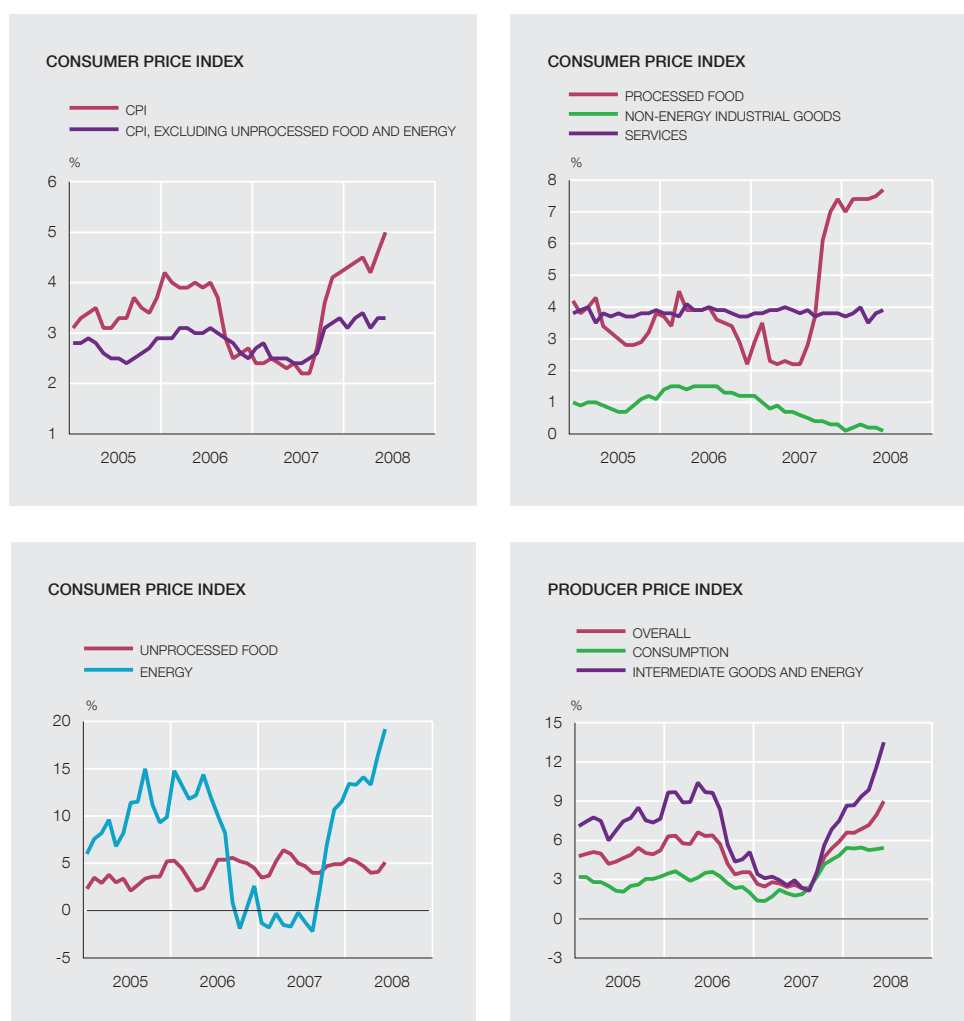 CONSUMER PRICE INDEX
CPI
CPI, EXCLUDING UNPROCESSED FOOD AND ENERGY
%
6
5
4
3
2
1
2005 2006 2007 2008
CONSUMER PRICE INDEX
PROCESSED FOOD
NON-ENERGY INDUSTRIAL GOODS
SERVICES
%
8
7
6
5
4
3
2
1
0
2005 2006 2007 2008
CONSUMER PRICE INDEX
UNPROCESSED FOOD
ENERGY
%
20
15
10
5
0
-5
2005 2006 2007 2008
PRODUCER PRICE INDEX
OVERALL
CONSUMPTION
INTERMEDIATE GOODS AND ENERGY
%
15
12
9
6
3
0
-3
2005 2006 2007 2008